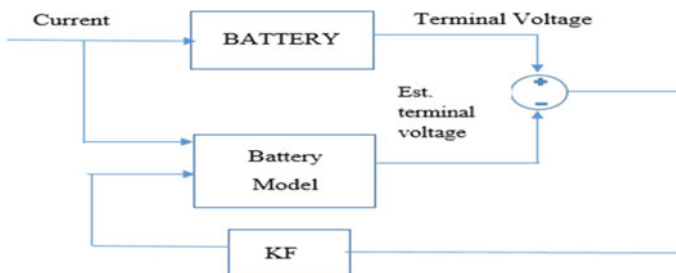 Current
Terminal Voltage
BATTERY
+
−
Est.
terminal
voltage
Battery
Model
KF